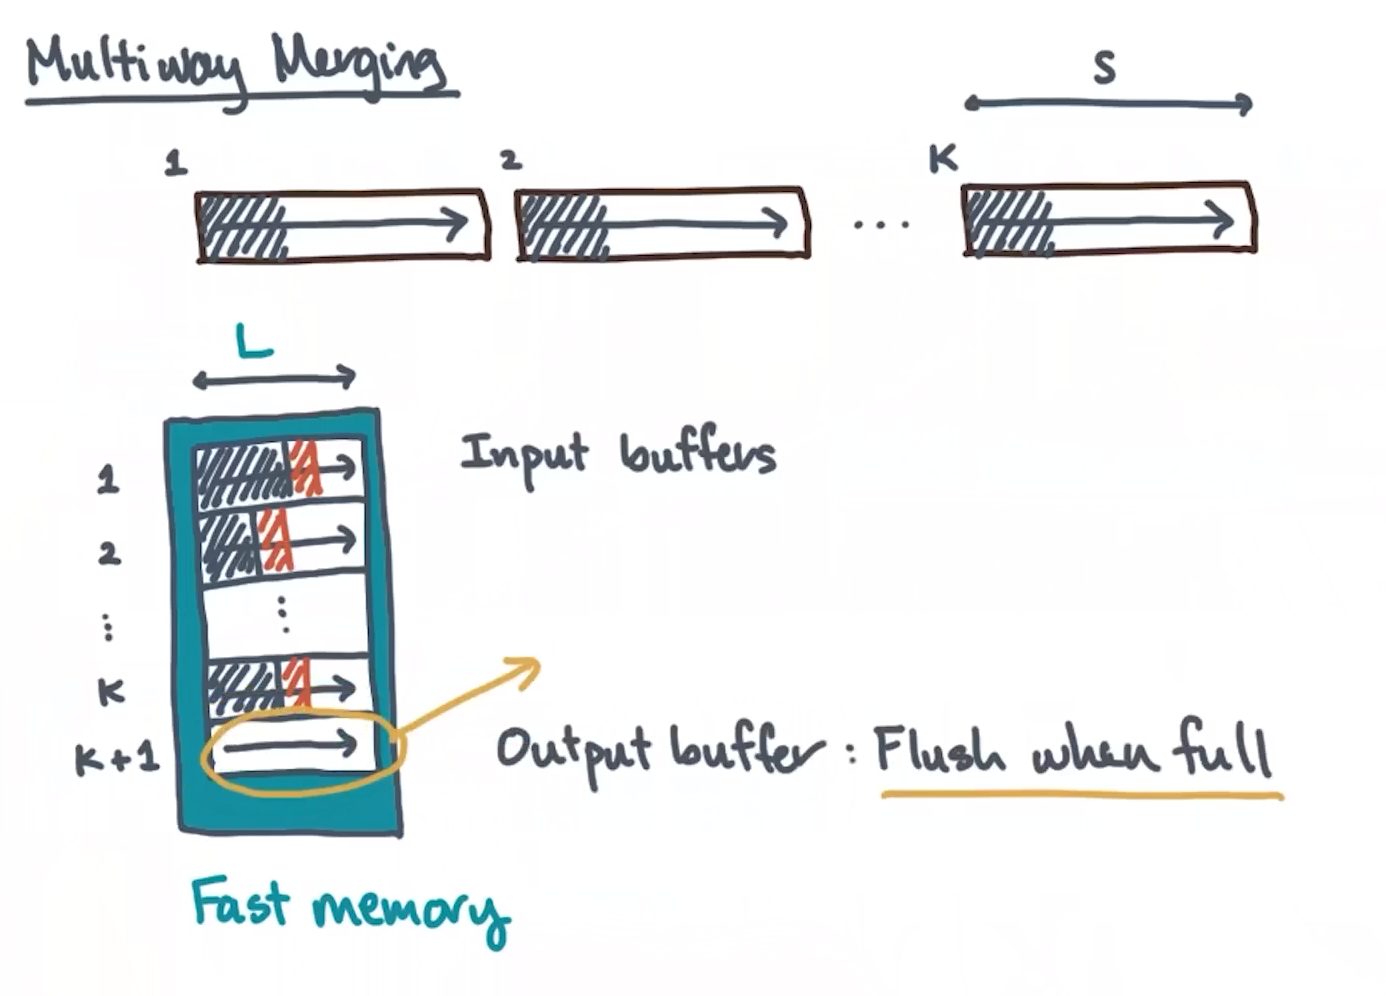 Multiway Merging
S
1 2 ... K
L
1 Input buffers
2
⋮
K
K+1 Output buffer: Flush when full
Fast memory